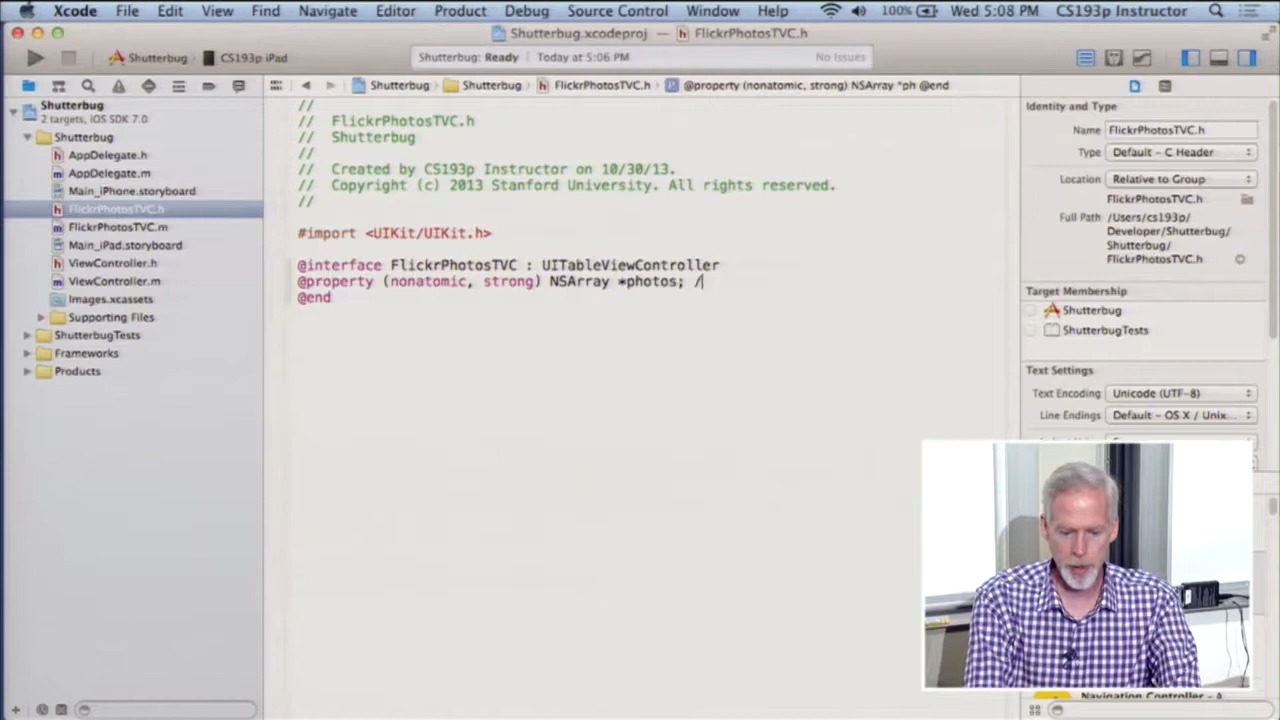 Xcode File Edit View Find Navigate Editor Product Debug Source Control Window Help 100% Wed 5:08 PM CS193p Instructor
Shutterbug.xcodeproj — FlickrPhotosTVC.h
Shutterbug CS193p iPad Shutterbug: Ready Today at 5:06 PM No Issues
Shutterbug Shutterbug FlickrPhotosTVC.h @property (nonatomic, strong) NSArray *ph @end
Shutterbug
2 targets, iOS SDK 7.0
Shutterbug
AppDelegate.h
AppDelegate.m
Main_iPhone.storyboard
FlickrPhotosTVC.h
FlickrPhotosTVC.m
Main_iPad.storyboard
ViewController.h
ViewController.m
Images.xcassets
Supporting Files
ShutterbugTests
Frameworks
Products
//
// FlickrPhotosTVC.h
// Shutterbug
//
// Created by CS193p Instructor on 10/30/13.
// Copyright (c) 2013 Stanford University. All rights reserved.
//
#import <UIKit/UIKit.h>
@interface FlickrPhotosTVC : UITableViewController
@property (nonatomic, strong) NSArray *photos; /
@end
Identity and Type
Name FlickrPhotosTVC.h
Type Default - C Header
Location Relative to Group
FlickrPhotosTVC.h
Full Path /Users/cs193p/
Developer/Shutterbug/
Shutterbug/
FlickrPhotosTVC.h
Target Membership
Shutterbug
ShutterbugTests
Text Settings
Text Encoding Unicode (UTF-8)
Line Endings Default - OS X / Unix...
Navigation Controller - A